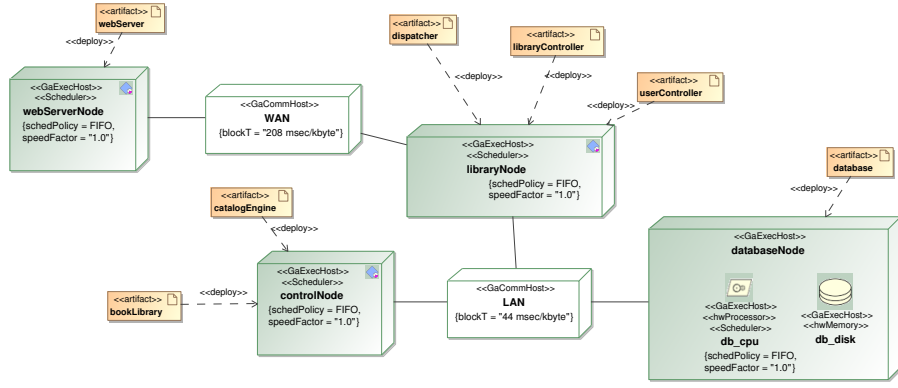 <<artifact>>
webServer
<<deploy>>
<<GaExecHost>>
<<Scheduler>>
webServerNode
{schedPolicy = FIFO,
speedFactor = "1.0"}
<<GaCommHost>>
WAN
{blockT = "208 msec/kbyte"}
<<artifact>>
dispatcher
<<deploy>>
<<artifact>>
libraryController
<<deploy>>
<<artifact>>
userController
<<deploy>>
<<GaExecHost>>
<<Scheduler>>
libraryNode
{schedPolicy = FIFO,
speedFactor = "1.0"}
<<artifact>>
database
<<deploy>>
<<artifact>>
catalogEngine
<<deploy>>
<<artifact>>
bookLibrary
<<deploy>>
<<GaExecHost>>
<<Scheduler>>
controlNode
{schedPolicy = FIFO,
speedFactor = "1.0"}
<<GaCommHost>>
LAN
{blockT = "44 msec/kbyte"}
<<GaExecHost>>
databaseNode
<<GaExecHost>>
<<hwProcessor>>
<<Scheduler>>
db_cpu
{schedPolicy = FIFO,
speedFactor = "1.0"}
<<GaExecHost>>
<<hwMemory>>
db_disk